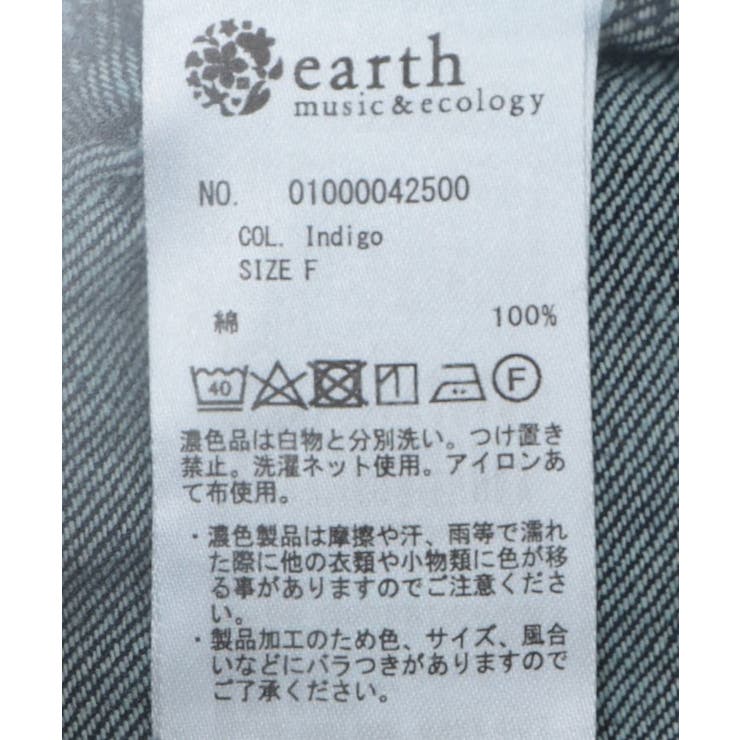 earth
music&ecology
NO. 01000042500
COL. Indigo
SIZE F
綿 100%
40 F
濃色品は白物と分別洗い。つけ置き
禁止。洗濯ネット使用。アイロンあ
て布使用。
・濃色製品は摩擦や汗、雨等で濡れ
た際に他の衣類や小物類に色が移
る事がありますのでご注意くださ
い。
・製品加工のため色、サイズ、風合
いなどにバラつきがありますので
ご了承ください。